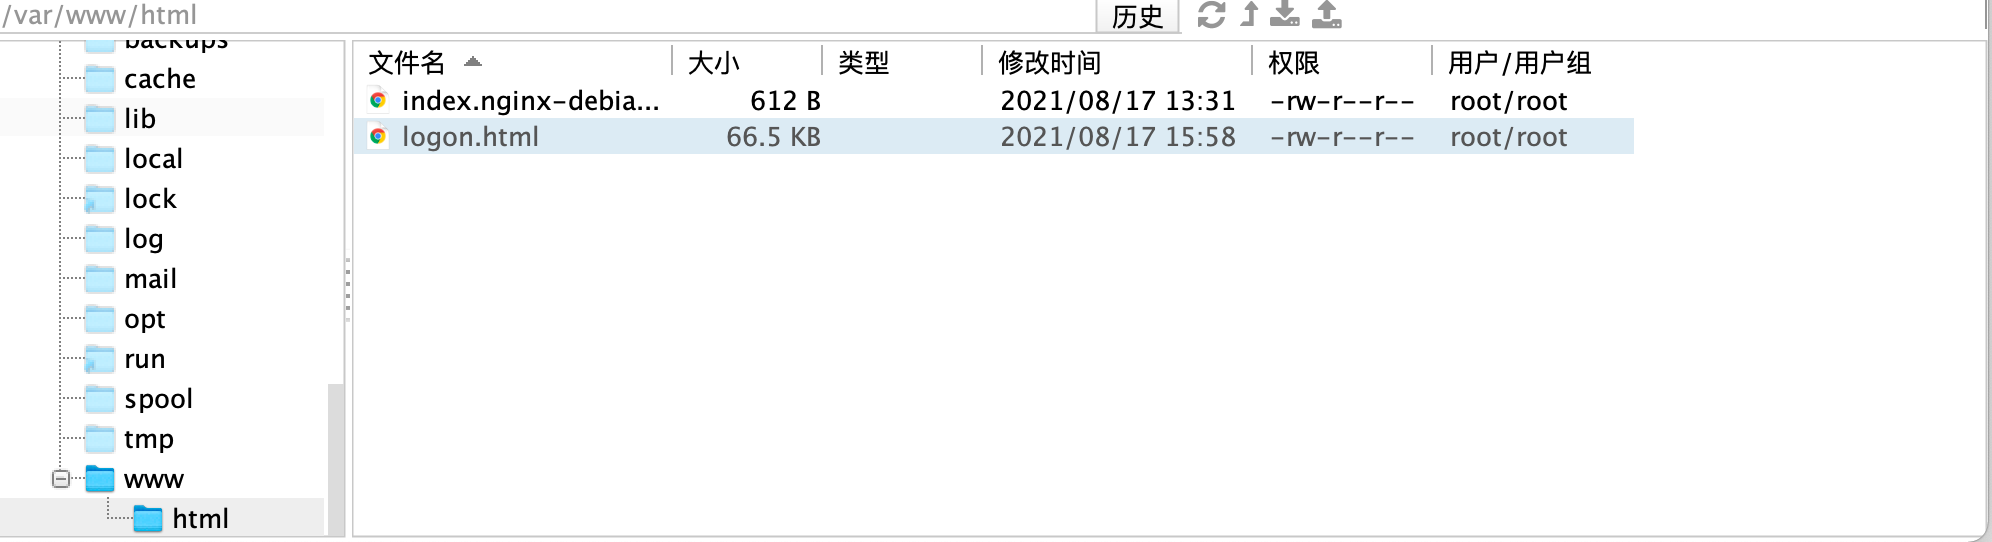 /var/www/html
历史
backups
cache
lib
local
lock
log
mail
opt
run
spool
tmp
www
html
文件名 大小 类型 修改时间 权限 用户/用户组
index.nginx-debia... 612 B 2021/08/17 13:31 -rw-r--r-- root/root
logon.html 66.5 KB 2021/08/17 15:58 -rw-r--r-- root/root